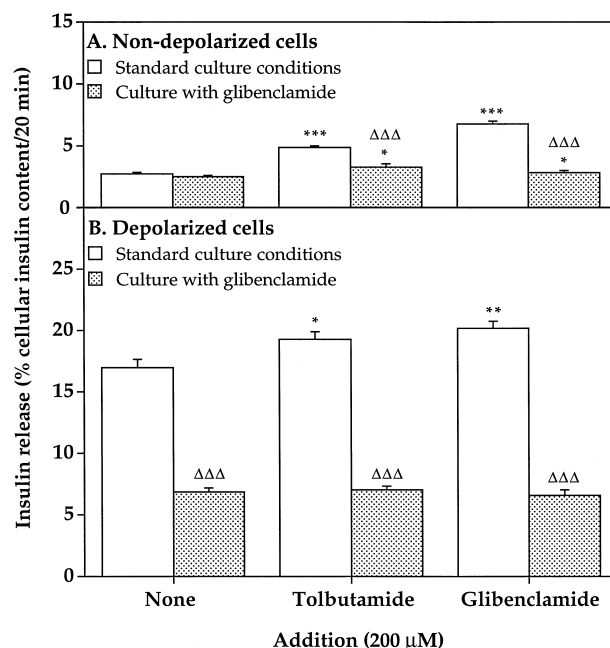 15
A. Non-depolarized cells
Standard culture conditions
Culture with glibenclamide
10
***
ΔΔΔ
***
ΔΔΔ
*
*
5
0
B. Depolarized cells
Standard culture conditions
Culture with glibenclamide
25
20
*
**
15
10
ΔΔΔ
ΔΔΔ
ΔΔΔ
5
0
None Tolbutamide Glibenclamide
Addition (200 μM)
Insulin release (% cellular insulin content/20 min)